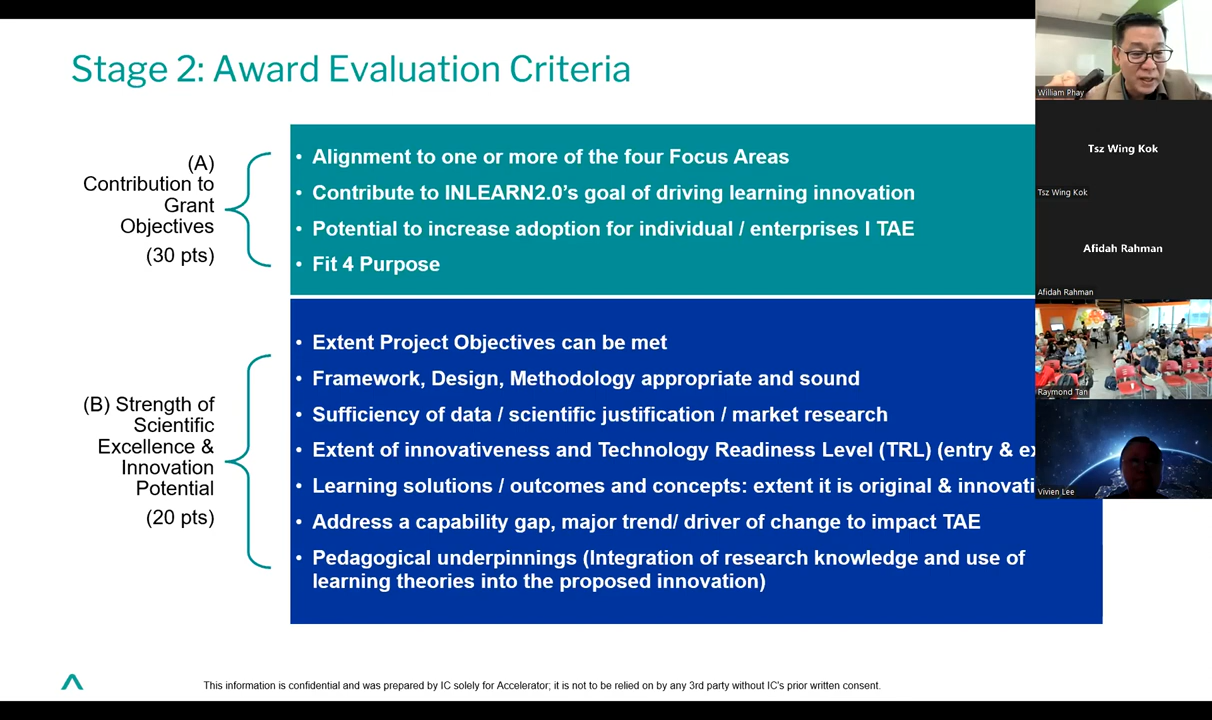 Stage 2: Award Evaluation Criteria
(A)
Contribution to
Grant
Objectives
(30 pts)
• Alignment to one or more of the four Focus Areas
• Contribute to INLEARN2.0’s goal of driving learning innovation
• Potential to increase adoption for individual / enterprises I TAE
• Fit 4 Purpose
(B) Strength of
Scientific
Excellence &
Innovation
Potential
(20 pts)
• Extent Project Objectives can be met
• Framework, Design, Methodology appropriate and sound
• Sufficiency of data / scientific justification / market research
• Extent of innovativeness and Technology Readiness Level (TRL) (entry &
• Learning solutions / outcomes and concepts: extent it is original &
• Address a capability gap, major trend/ driver of change to impact TAE
• Pedagogical underpinnings (Integration of research knowledge and use of
learning theories into the proposed innovation)
This information is confidential and was prepared by IC solely for Accelerator; it is not to be relied on by any 3rd party without IC's prior written consent.
William Phay
Tsz Wing Kok
Tsz Wing Kok
Afidah Rahman
Afidah Rahman
Raymond Tan
Vivien Lee